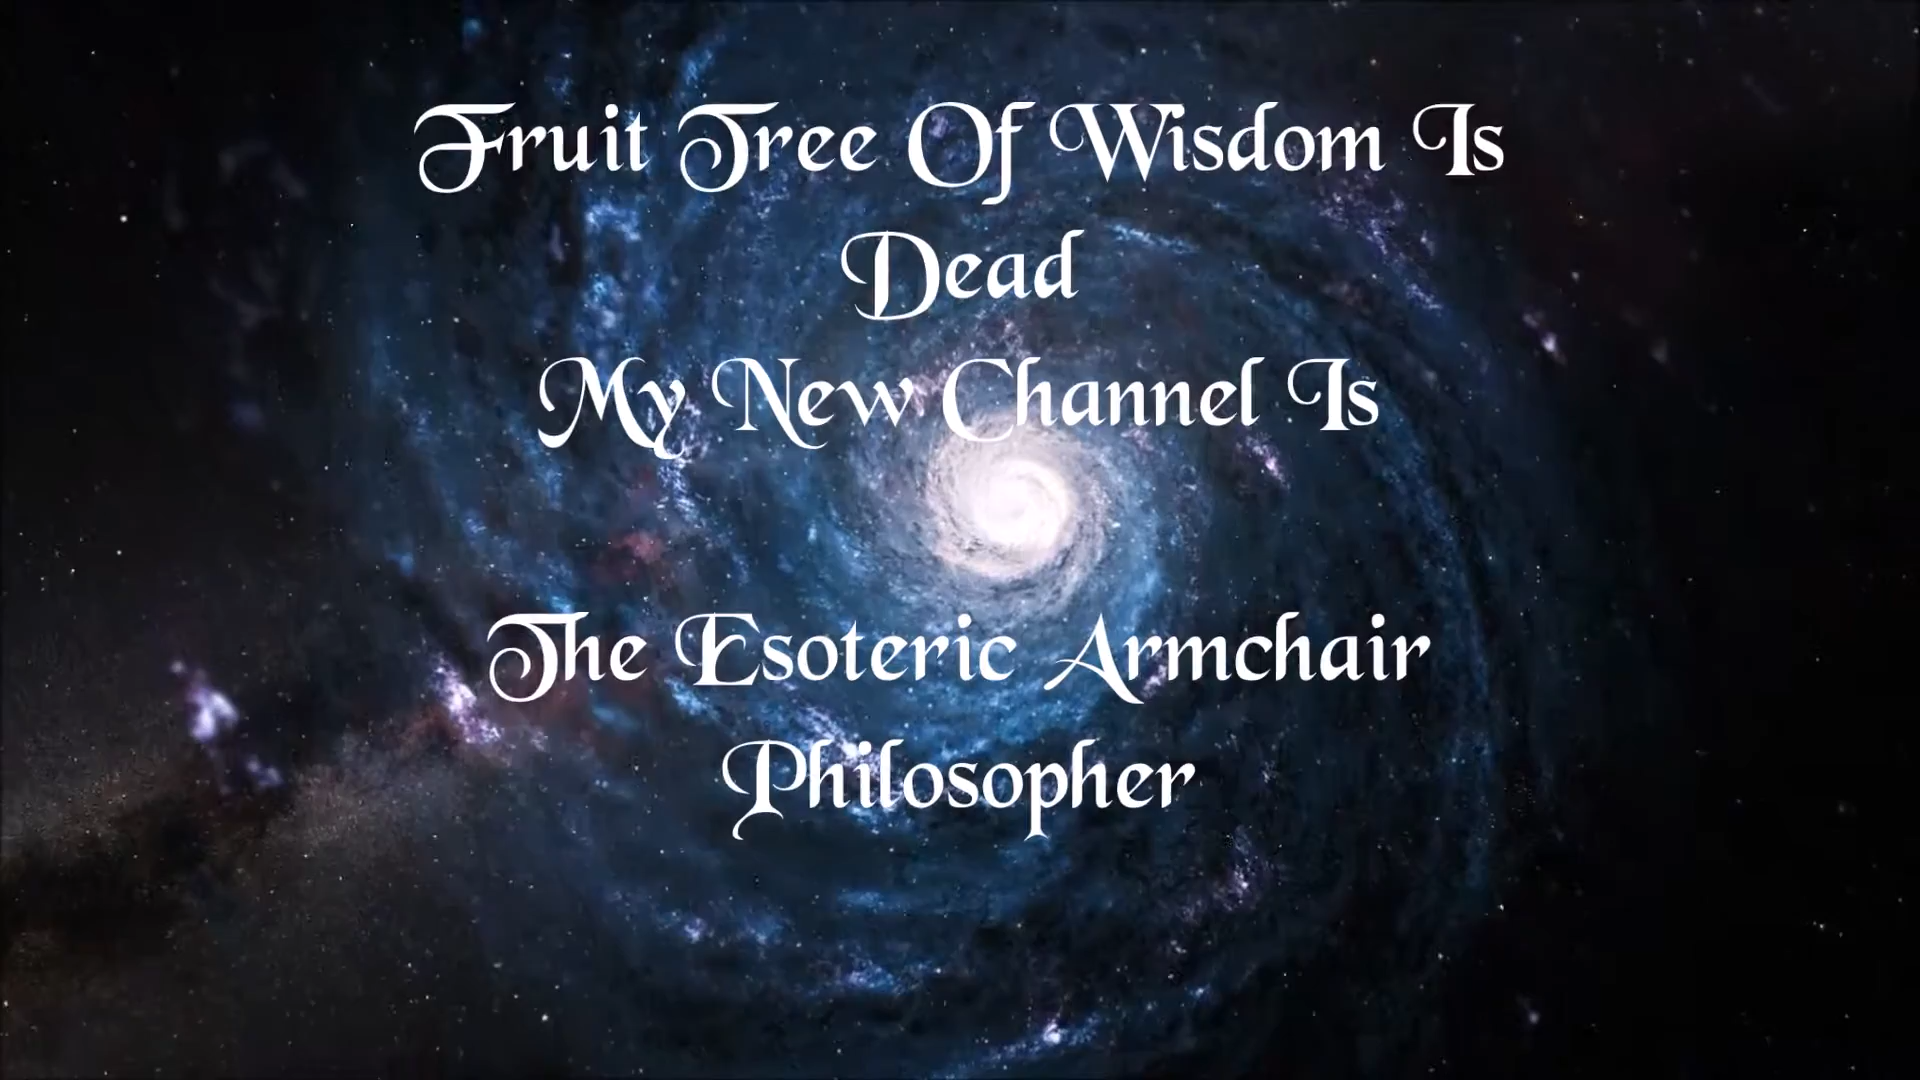 Fruit Tree Of Wisdom Is
Dead
My New Channel Is
The Esoteric Armchair
Philosopher